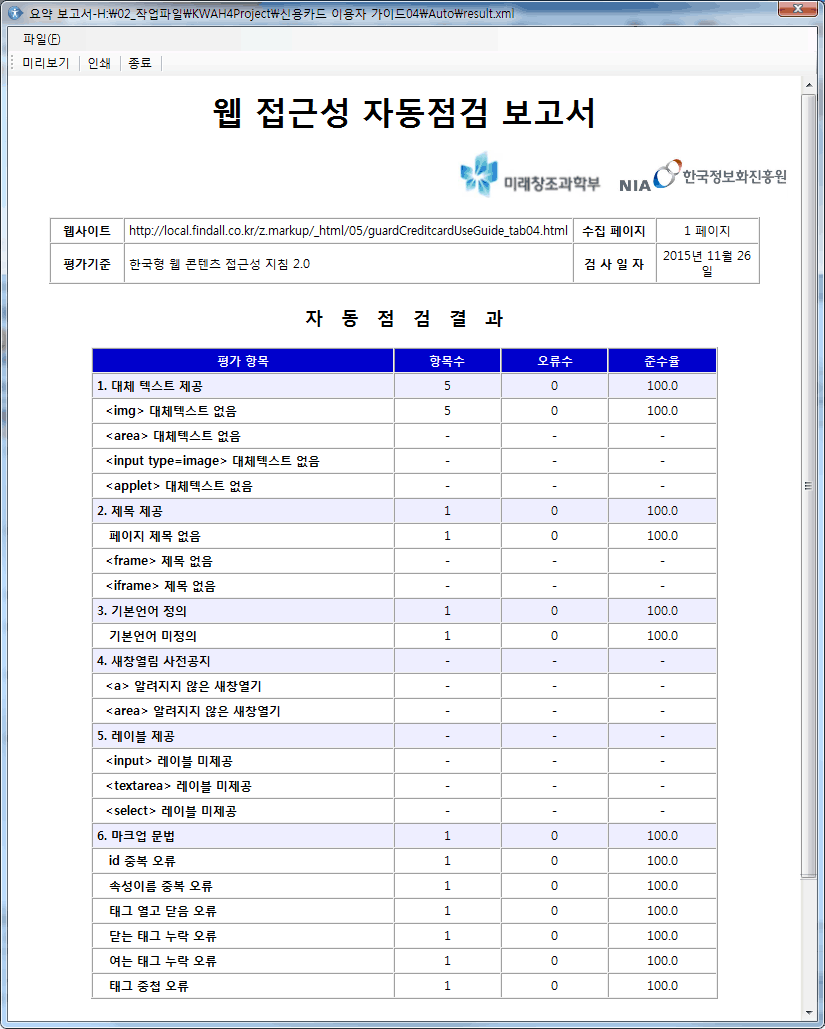 요약 보고서-H:\02_작업파일\KWAH4Project\신용카드 이용자 가이드04\Auto\result.xml
파일(F)
미리보기 인쇄 종료
웹 접근성 자동점검 보고서
미래창조과학부 NIA 한국정보화진흥원
웹사이트 http://local.findall.co.kr/z.markup/_html/05/guardCreditcardUseGuide_tab04.html 수집 페이지 1 페이지
평가기준 한국형 웹 콘텐츠 접근성 지침 2.0 검 사 일 자 2015년 11월 26
일
자 동 점 검 결 과
평가 항목 항목수 오류수 준수율
1. 대체 텍스트 제공 5 0 100.0
<img> 대체텍스트 없음 5 0 100.0
<area> 대체텍스트 없음 - - -
<input type=image> 대체텍스트 없음 - - -
<applet> 대체텍스트 없음 - - -
2. 제목 제공 1 0 100.0
페이지 제목 없음 1 0 100.0
<frame> 제목 없음 - - -
<iframe> 제목 없음 - - -
3. 기본언어 정의 1 0 100.0
기본언어 미정의 1 0 100.0
4. 새창열림 사전공지 - - -
<a> 알려지지 않은 새창열기 - - -
<area> 알려지지 않은 새창열기 - - -
5. 레이블 제공 - - -
<input> 레이블 미제공 - - -
<textarea> 레이블 미제공 - - -
<select> 레이블 미제공 - - -
6. 마크업 문법 1 0 100.0
id 중복 오류 1 0 100.0
속성이름 중복 오류 1 0 100.0
태그 열고 닫음 오류 1 0 100.0
닫는 태그 누락 오류 1 0 100.0
여는 태그 누락 오류 1 0 100.0
태그 중첩 오류 1 0 100.0